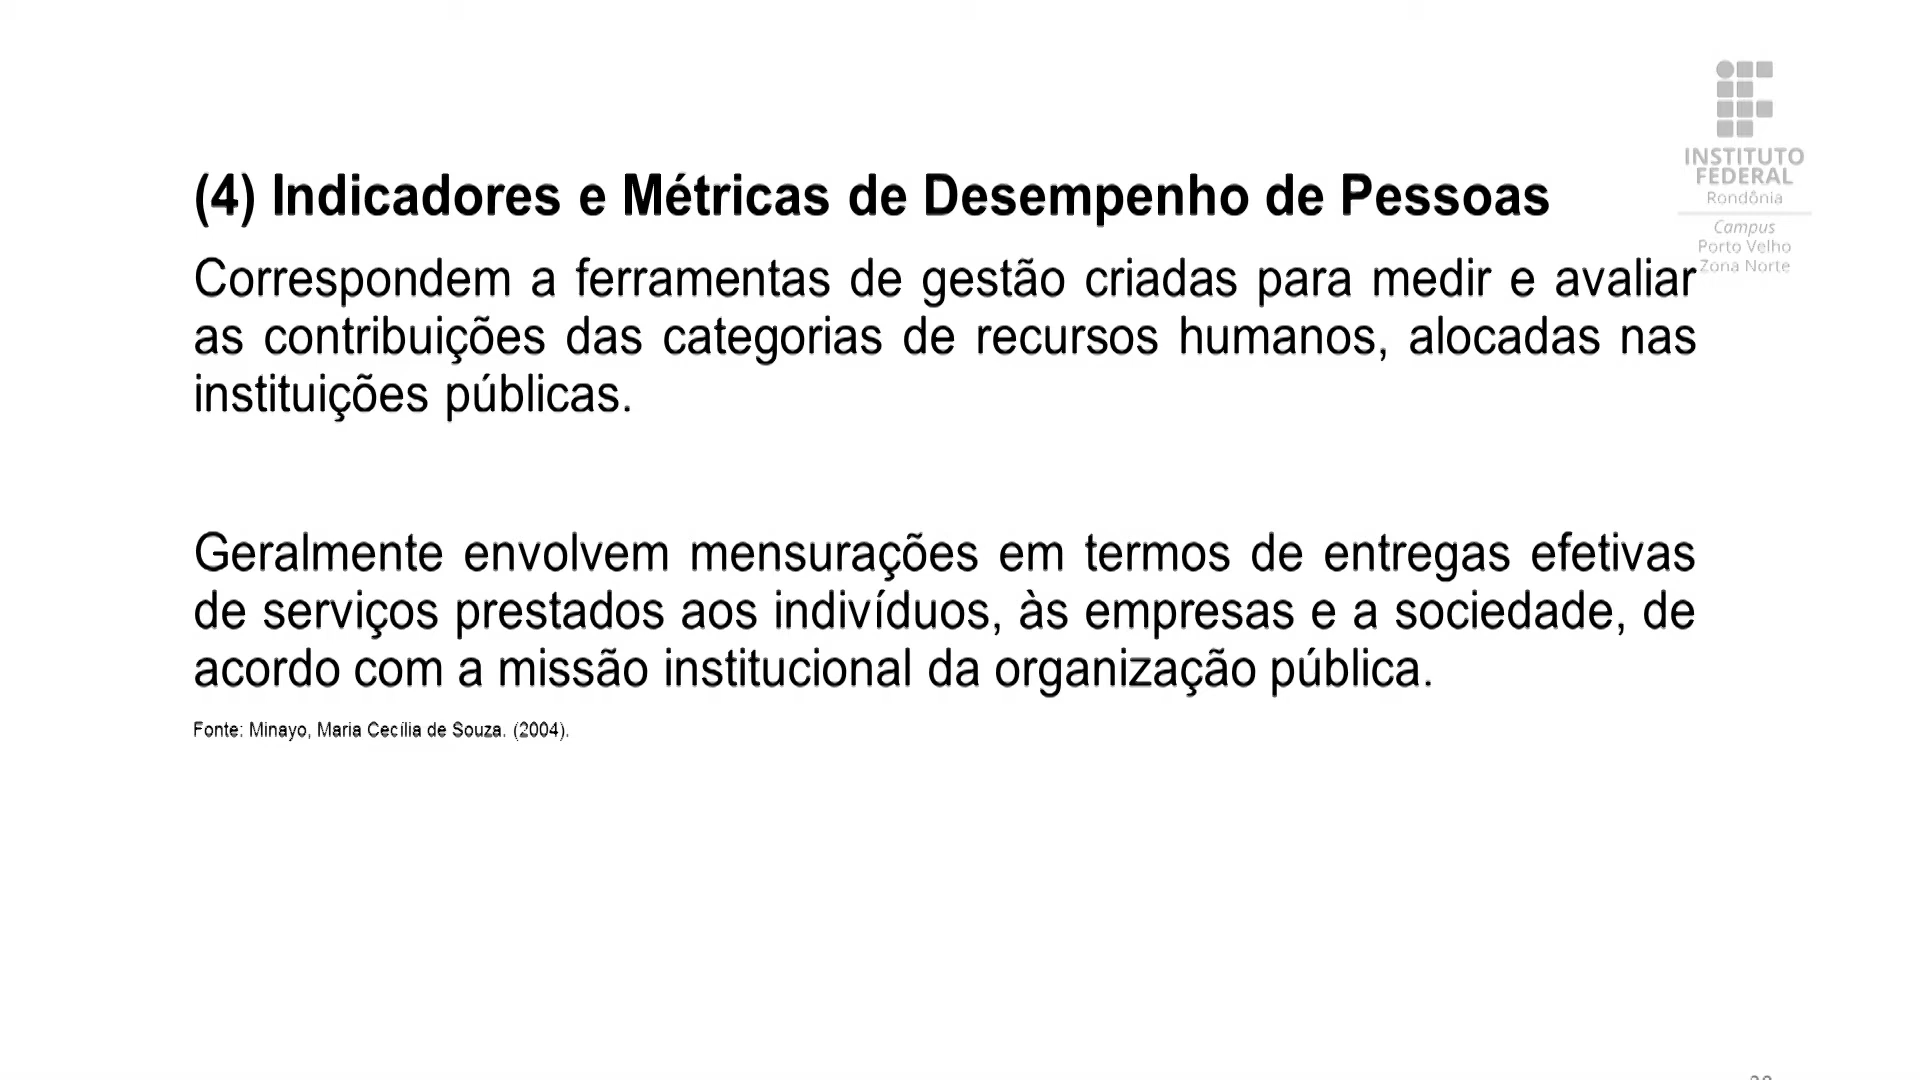 INSTITUTO
FEDERAL
Rondônia
Campus
Porto Velho
Zona Norte
(4) Indicadores e Métricas de Desempenho de Pessoas
Correspondem a ferramentas de gestão criadas para medir e avaliar
as contribuições das categorias de recursos humanos, alocadas nas
instituições públicas.
Geralmente envolvem mensurações em termos de entregas efetivas
de serviços prestados aos indivíduos, às empresas e a sociedade, de
acordo com a missão institucional da organização pública.
Fonte: Minayo, Maria Cecília de Souza. (2004).